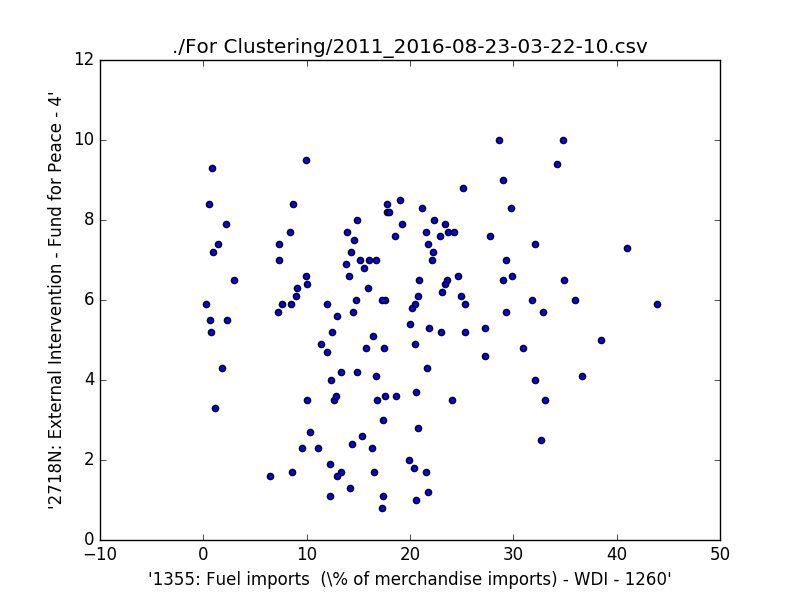 ./For Clustering/2011_2016-08-23-03-22-10.csv
12
10
8
6
4
2
0
'2718N: External Intervention - Fund for Peace - 4'
−10 0 10 20 30 40 50
'1355: Fuel imports  (\% of merchandise imports) - WDI - 1260'